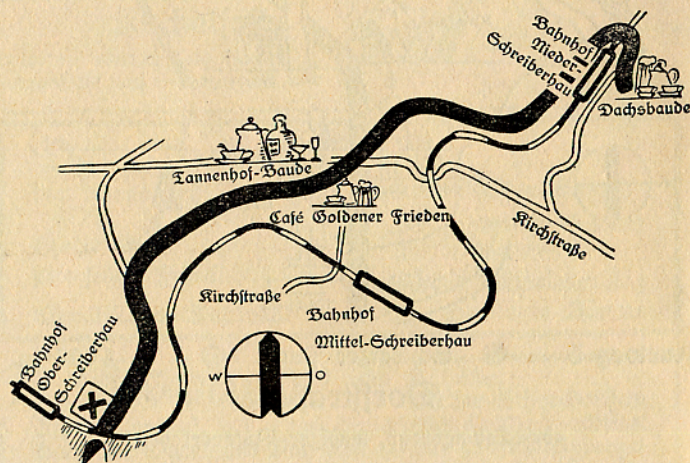 Bahnhof
Nieder-
Schreiberhau
Dachsbaude
Tannenhof-Baude
Café Goldener Frieden
Kirchstraße
Kirchstraße
Bahnhof
Mittel-Schreiberhau
W
O
Bahnhof
Ober-
Schreiberhau